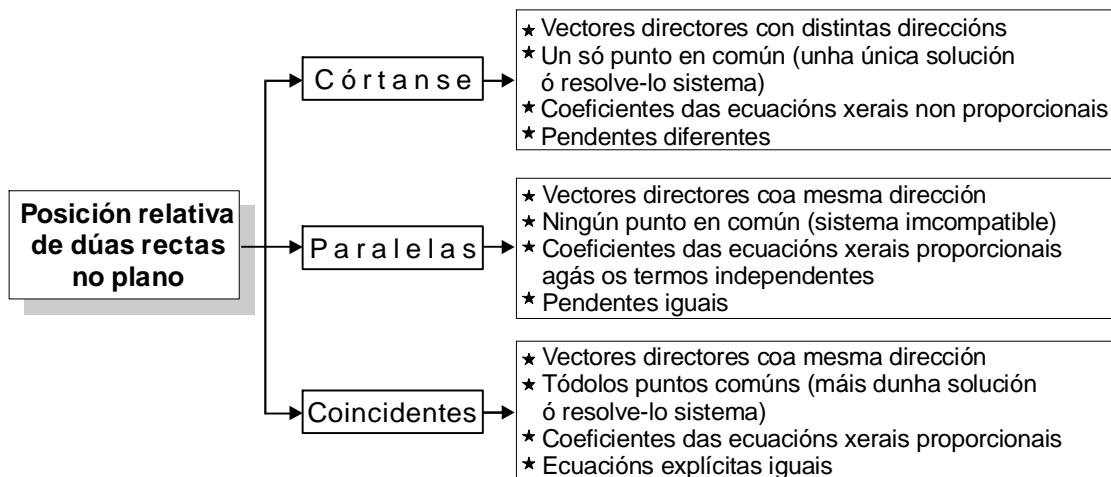 Posición relativa
de dúas rectas
no plano
Córtanse
★ Vectores directores con distintas direccións
★ Un só punto en común (unha única solución
ó resolve-lo sistema)
★ Coeficientes das ecuacións xerais non proporcionais
★ Pendentes diferentes
Paralelas
★ Vectores directores coa mesma dirección
★ Ningún punto en común (sistema imcompatible)
★ Coeficientes das ecuacións xerais proporcionais
agás os termos independentes
★ Pendentes iguais
Coincidentes
★ Vectores directores coa mesma dirección
★ Tódolos puntos comúns (máis dunha solución
ó resolve-lo sistema)
★ Coeficientes das ecuacións xerais proporcionais
★ Ecuacións explícitas iguais